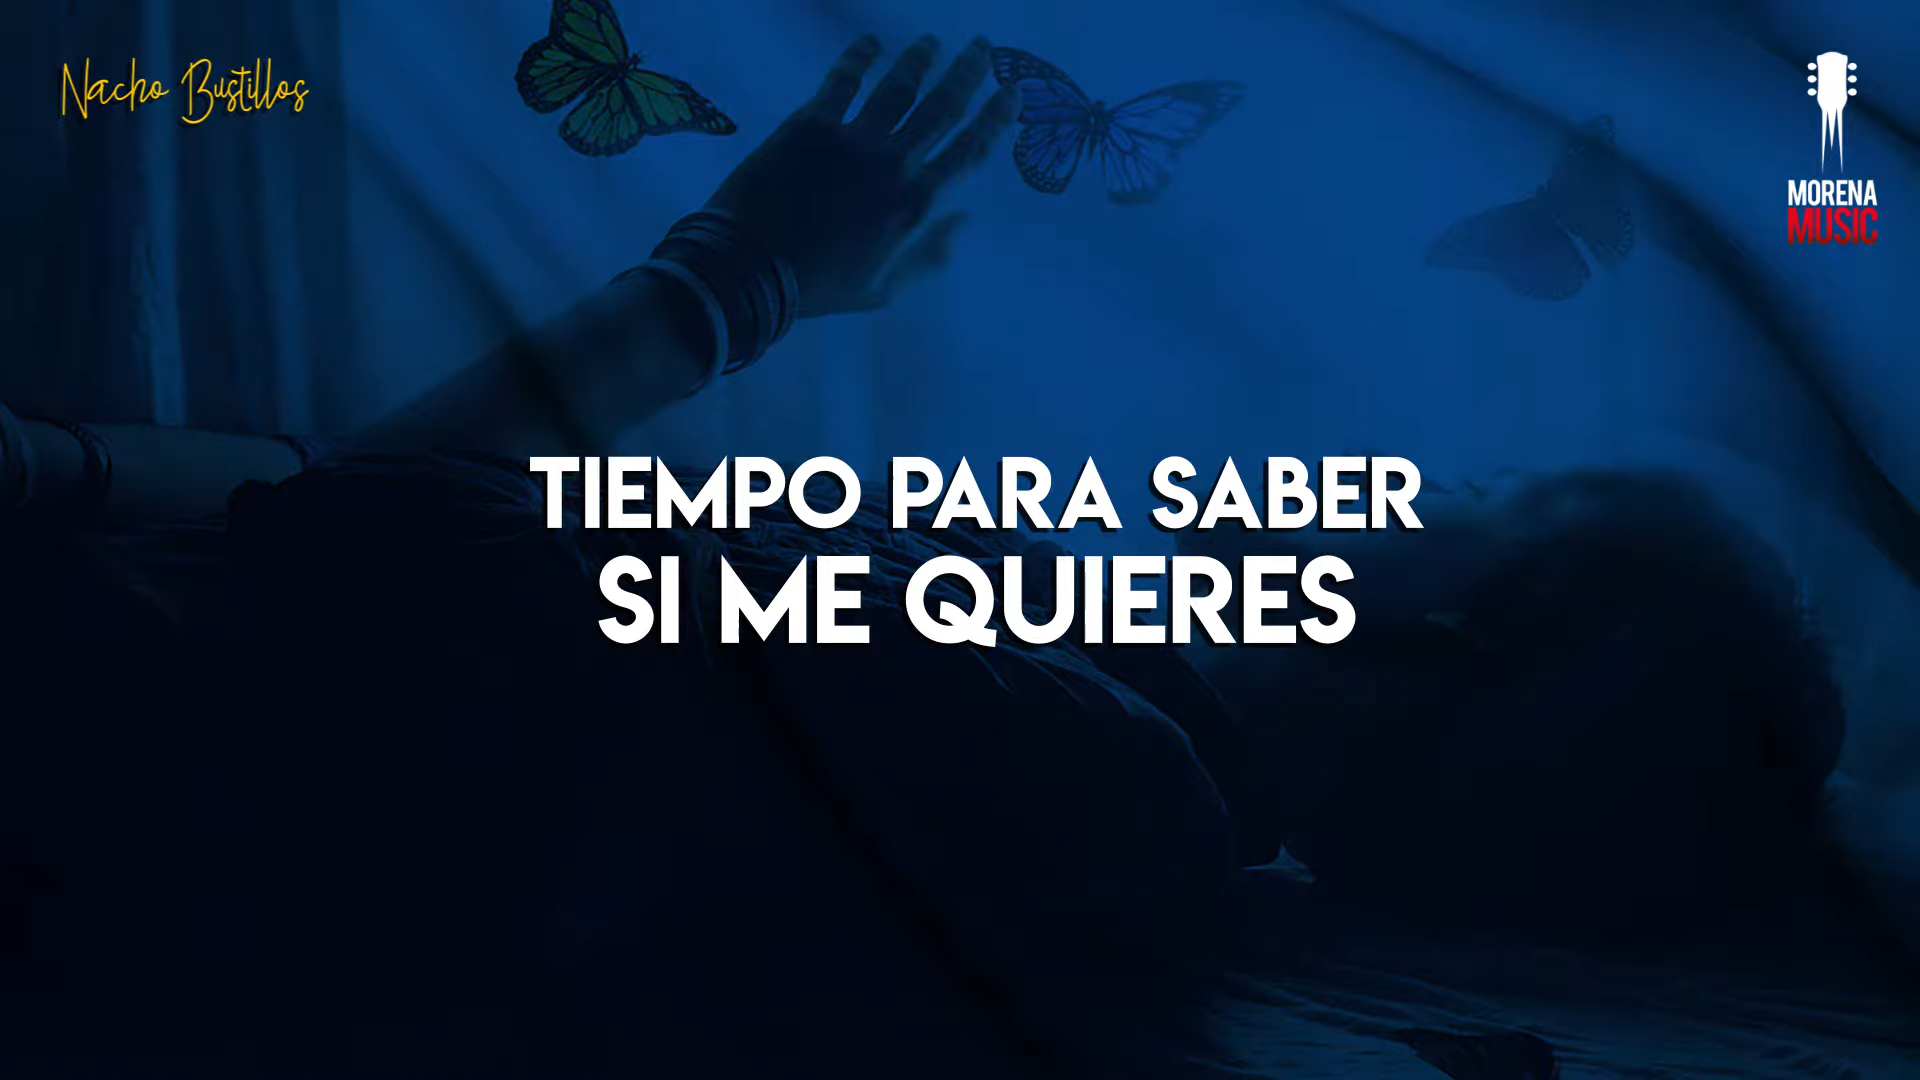 Nacho Bustillos
MORENA
MUSIC
TIEMPO PARA SABER
SI ME QUIERES